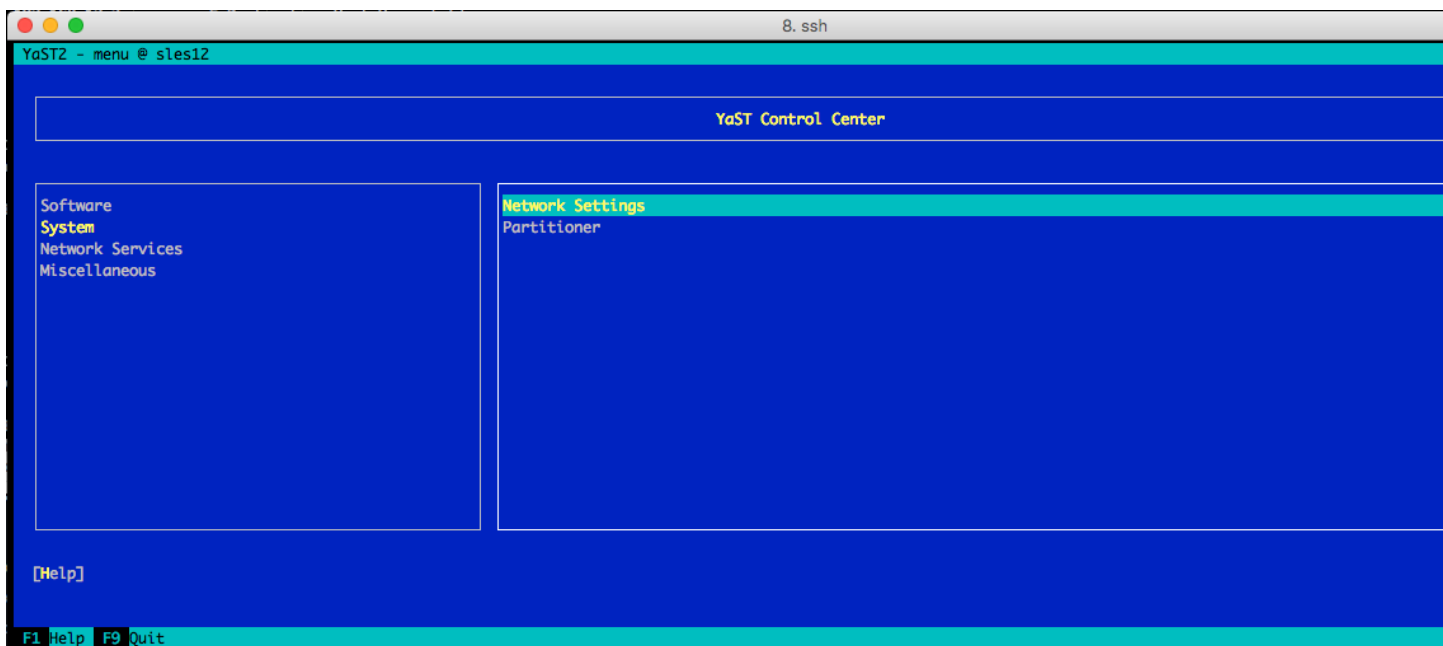 8. ssh
YaST2 - menu @ sles12
YaST Control Center
Software
System
Network Services
Miscellaneous
Network Settings
Partitioner
[Help]
F1 Help F9 Quit